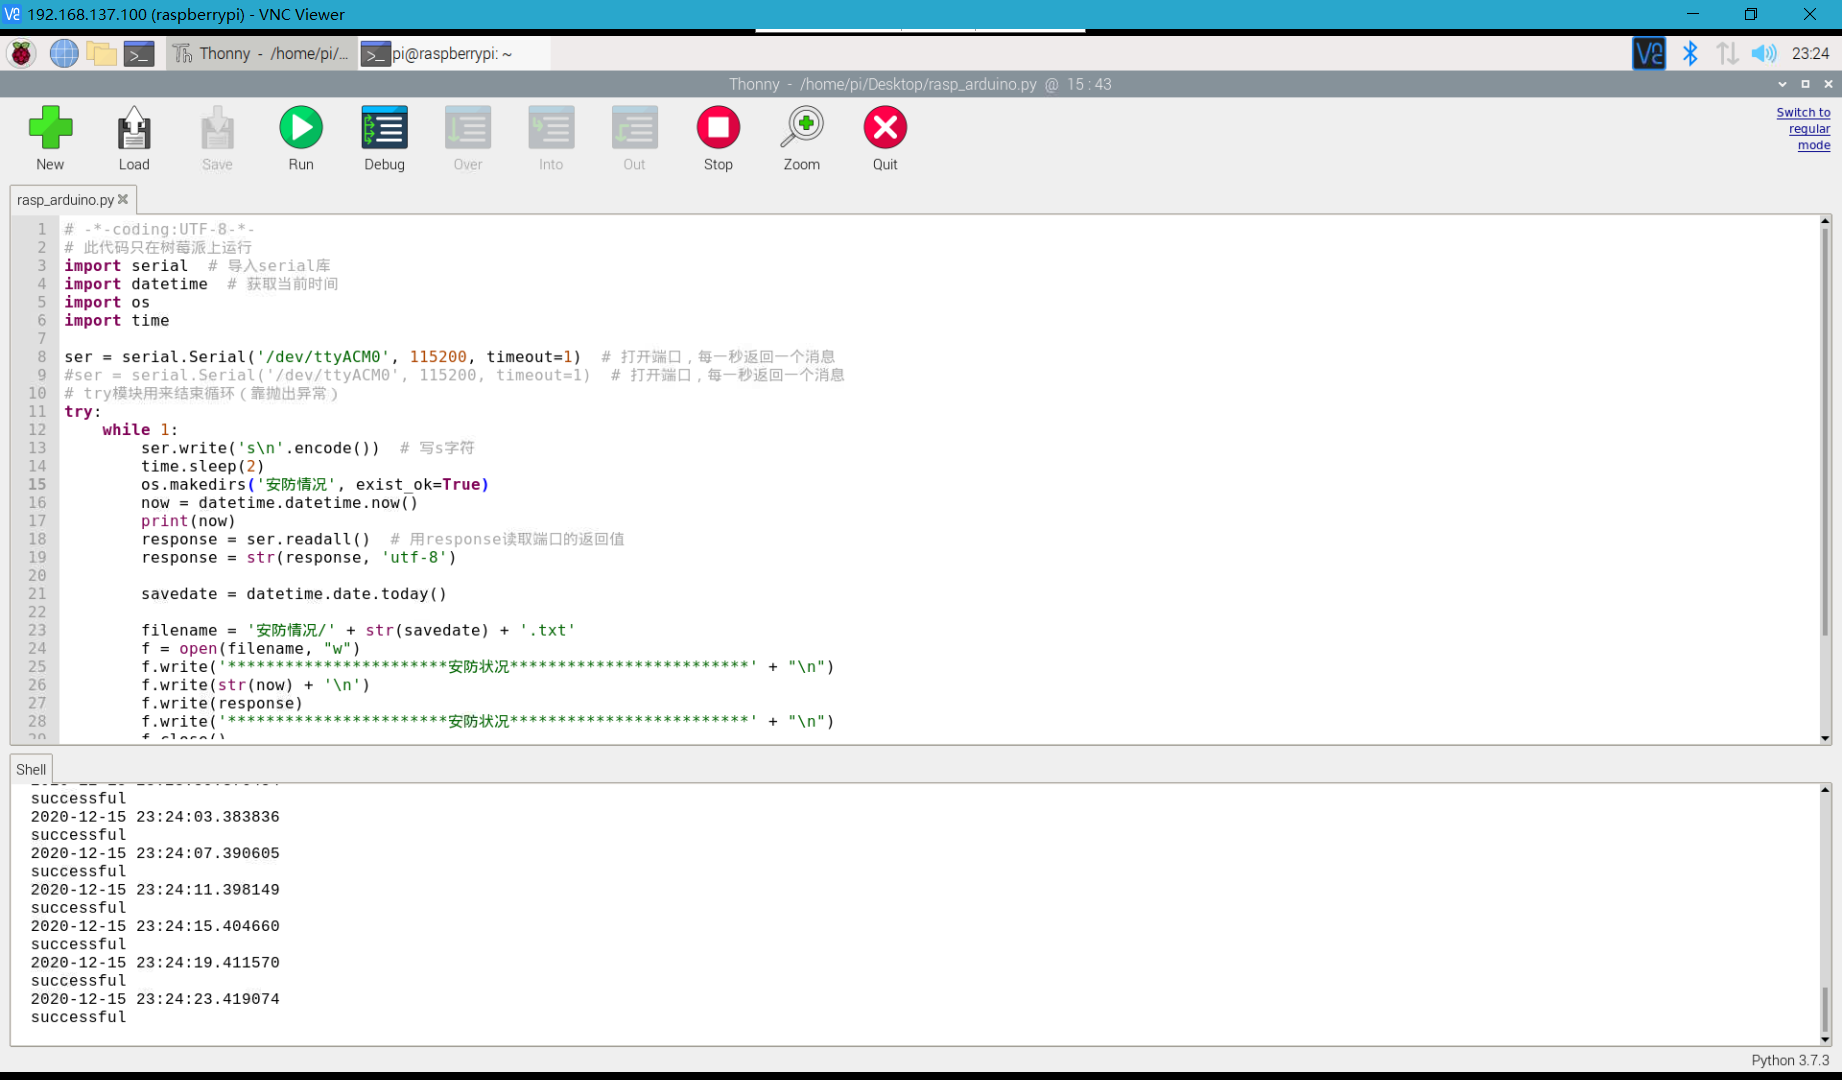 192.168.137.100 (raspberrypi) - VNC Viewer
Thonny - /home/pi/...
pi@raspberrypi: ~
23:24
Thonny - /home/pi/Desktop/rasp_arduino.py @ 15 : 43
New
Load
Save
Run
Debug
Over
Into
Out
Stop
Zoom
Quit
Switch to
regular
mode
rasp_arduino.py
1 # -*-coding:UTF-8-*-
2 # 此代码只在树莓派上运行
3 import serial  # 导入serial库
4 import datetime  # 获取当前时间
5 import os
6 import time
7
8 ser = serial.Serial('/dev/ttyACM0', 115200, timeout=1)  # 打开端口，每一秒返回一个消息
9 #ser = serial.Serial('/dev/ttyACM0', 115200, timeout=1)  # 打开端口，每一秒返回一个消息
10 # try模块用来结束循环（靠抛出异常）
11 try:
12     while 1:
13         ser.write('s\n'.encode())  # 写s字符
14         time.sleep(2)
15         os.makedirs('安防情况', exist_ok=True)
16         now = datetime.datetime.now()
17         print(now)
18         response = ser.readall()  # 用response读取端口的返回值
19         response = str(response, 'utf-8')
20
21         savedate = datetime.date.today()
22
23         filename = '安防情况/' + str(savedate) + '.txt'
24         f = open(filename, "w")
25         f.write('***********************安防状况*************************' + "\n")
26         f.write(str(now) + '\n')
27         f.write(response)
28         f.write('***********************安防状况*************************' + "\n")
29         f.close()
Shell
successful
2020-12-15 23:24:03.383836
successful
2020-12-15 23:24:07.390605
successful
2020-12-15 23:24:11.398149
successful
2020-12-15 23:24:15.404660
successful
2020-12-15 23:24:19.411570
successful
2020-12-15 23:24:23.419074
successful
Python 3.7.3